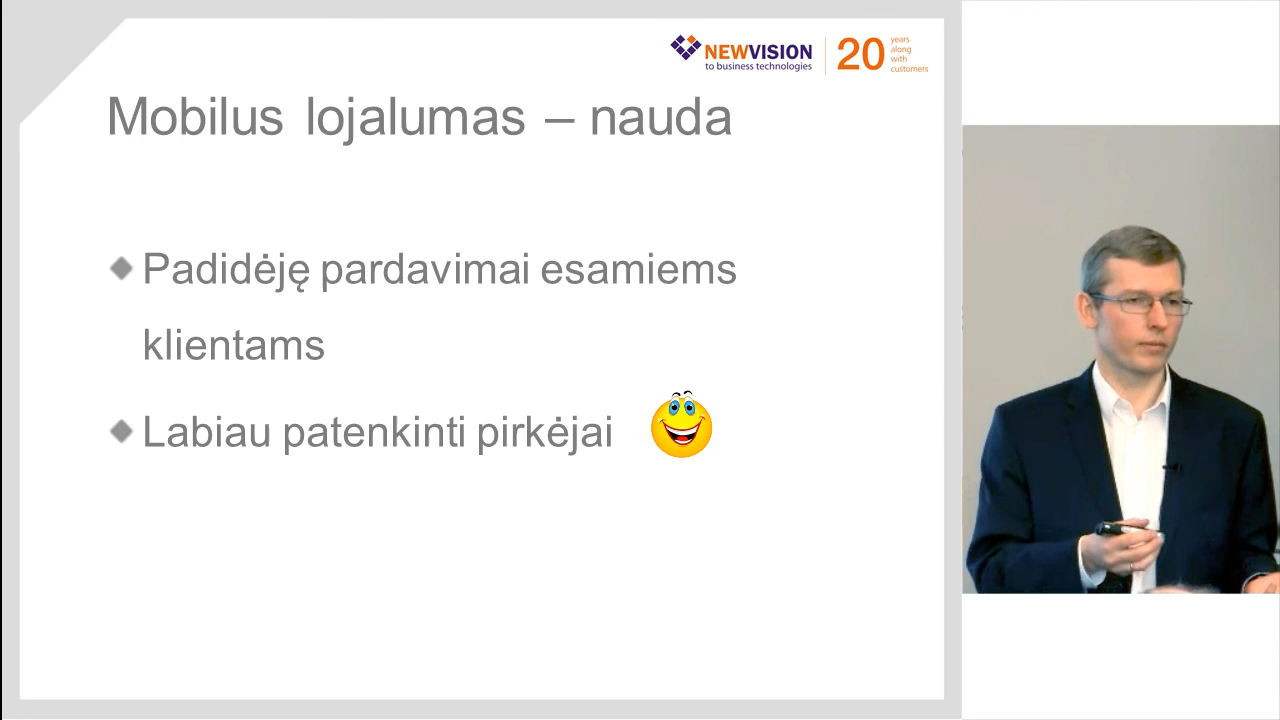 NEWVISION
to business technologies
20
years
along
with
customers
Mobilus lojalumas – nauda
Padidėję pardavimai esamiems
klientams
Labiau patenkinti pirkėjai